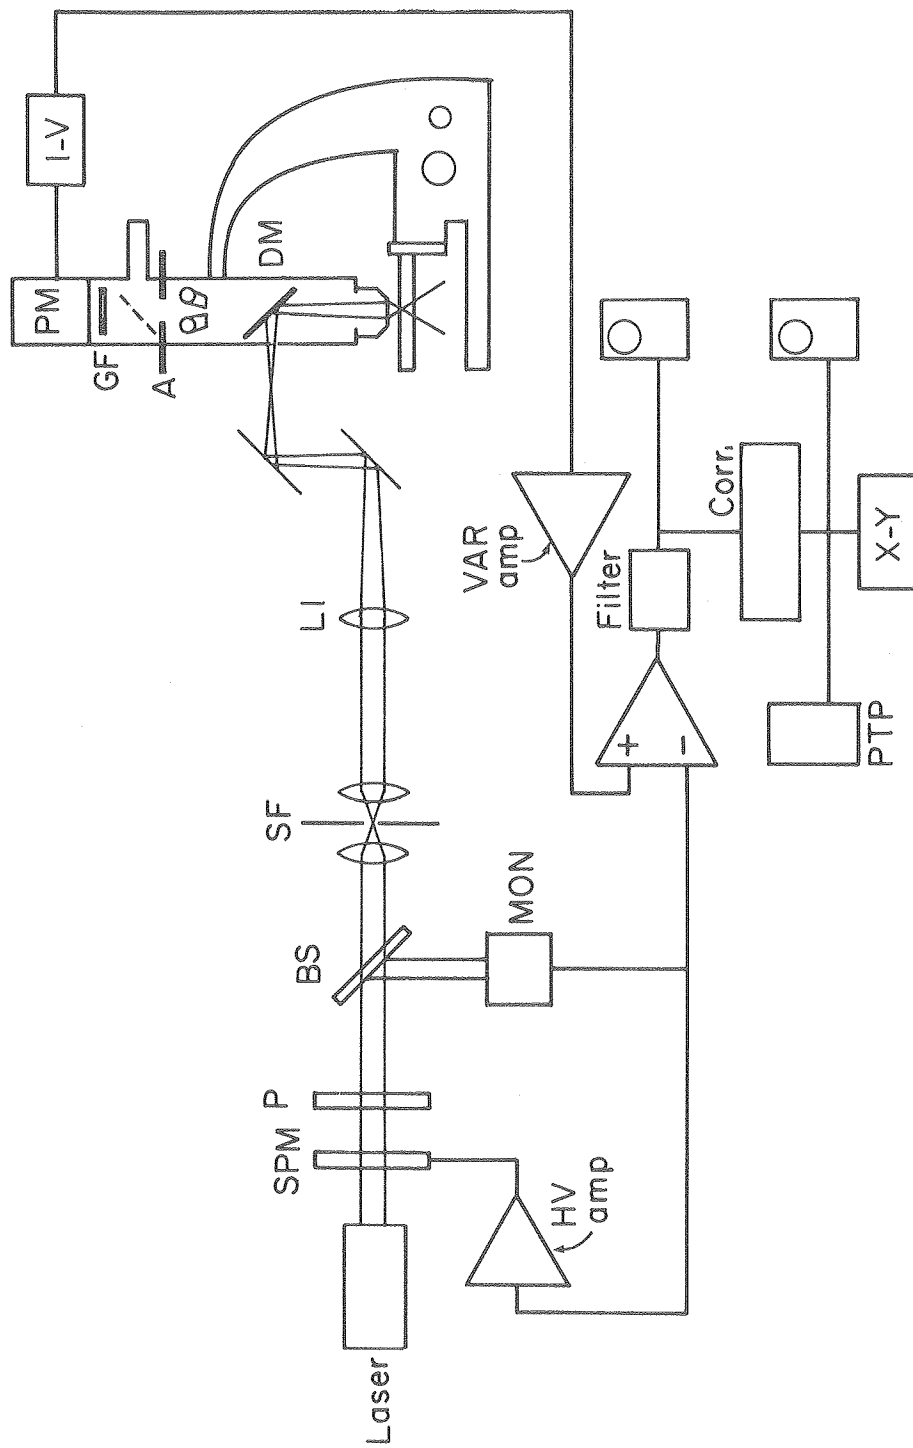 Laser
SPM
P
BS
SF
LI
DM
GF
A
PM
I-V
HV
amp
MON
VAR
amp
+
-
Filter
Corr.
PTP
X-Y